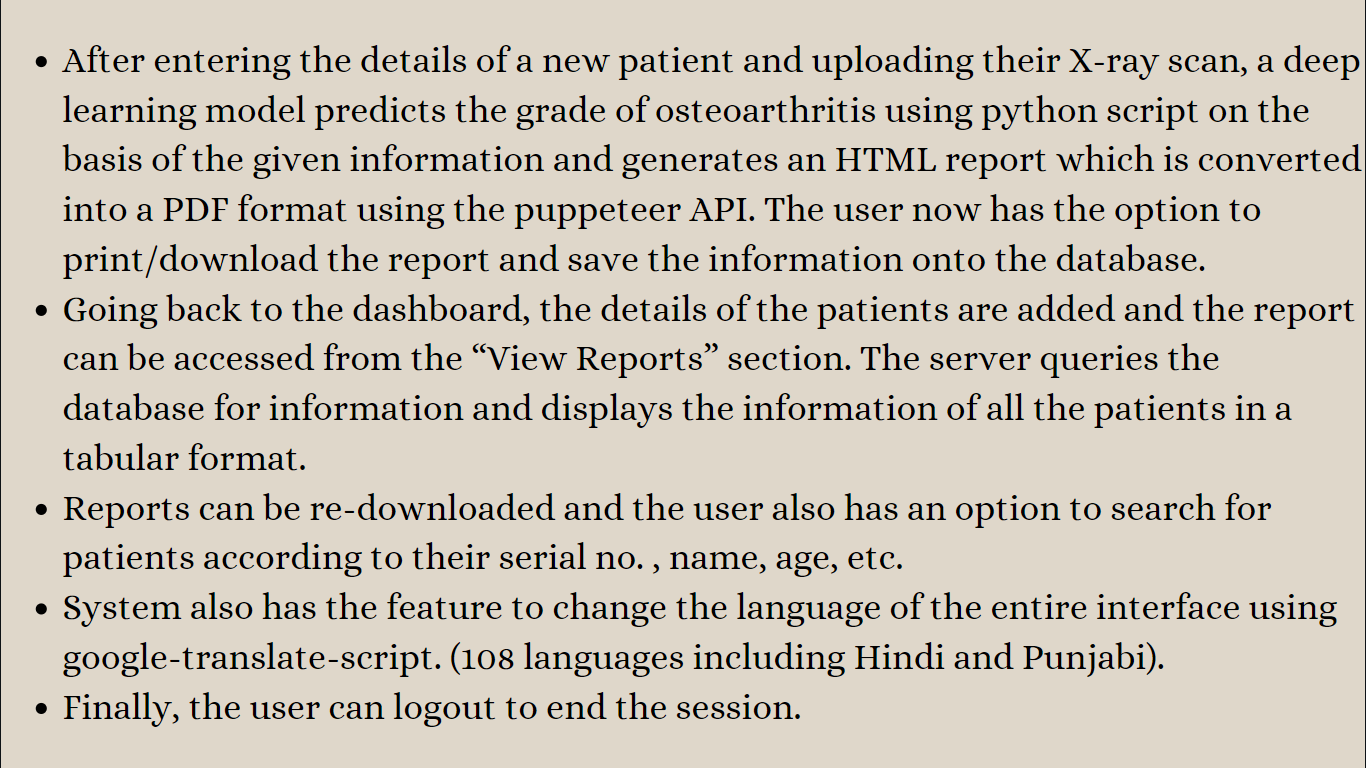 • After entering the details of a new patient and uploading their X-ray scan, a deep
learning model predicts the grade of osteoarthritis using python script on the
basis of the given information and generates an HTML report which is converted
into a PDF format using the puppeteer API. The user now has the option to
print/download the report and save the information onto the database.
• Going back to the dashboard, the details of the patients are added and the report
can be accessed from the “View Reports” section. The server queries the
database for information and displays the information of all the patients in a
tabular format.
• Reports can be re-downloaded and the user also has an option to search for
patients according to their serial no. , name, age, etc.
• System also has the feature to change the language of the entire interface using
google-translate-script. (108 languages including Hindi and Punjabi).
• Finally, the user can logout to end the session.